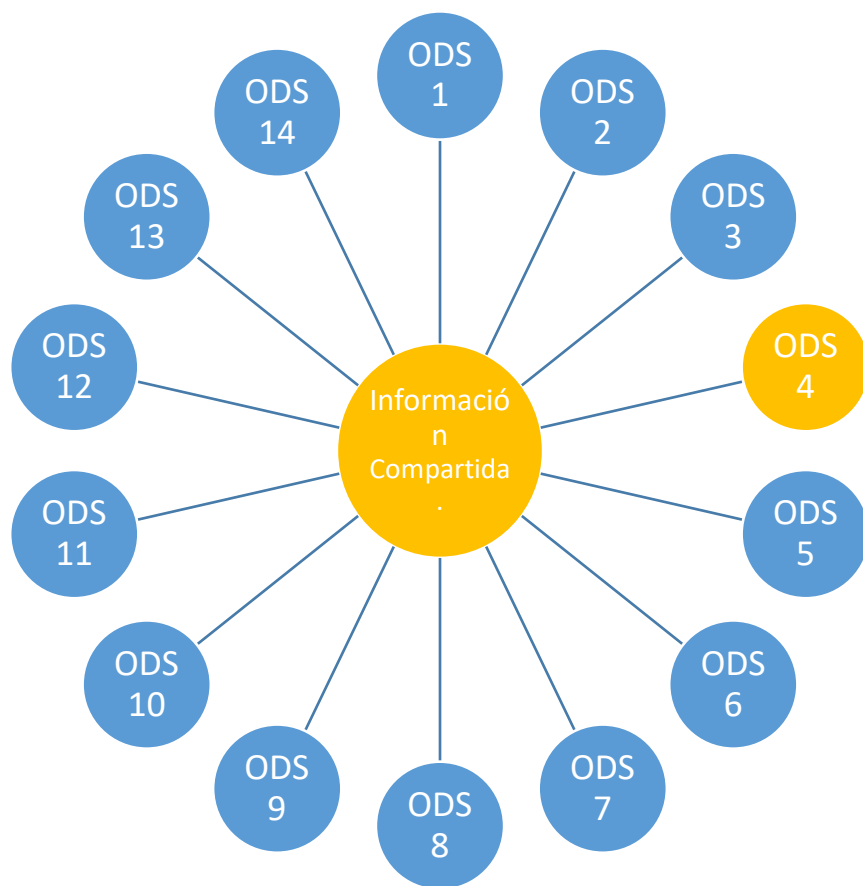 ODS
1
ODS
2
ODS
3
ODS
4
ODS
5
ODS
6
ODS
7
ODS
8
ODS
9
ODS
10
ODS
11
ODS
12
ODS
13
ODS
14
Informació
n
Compartida
.